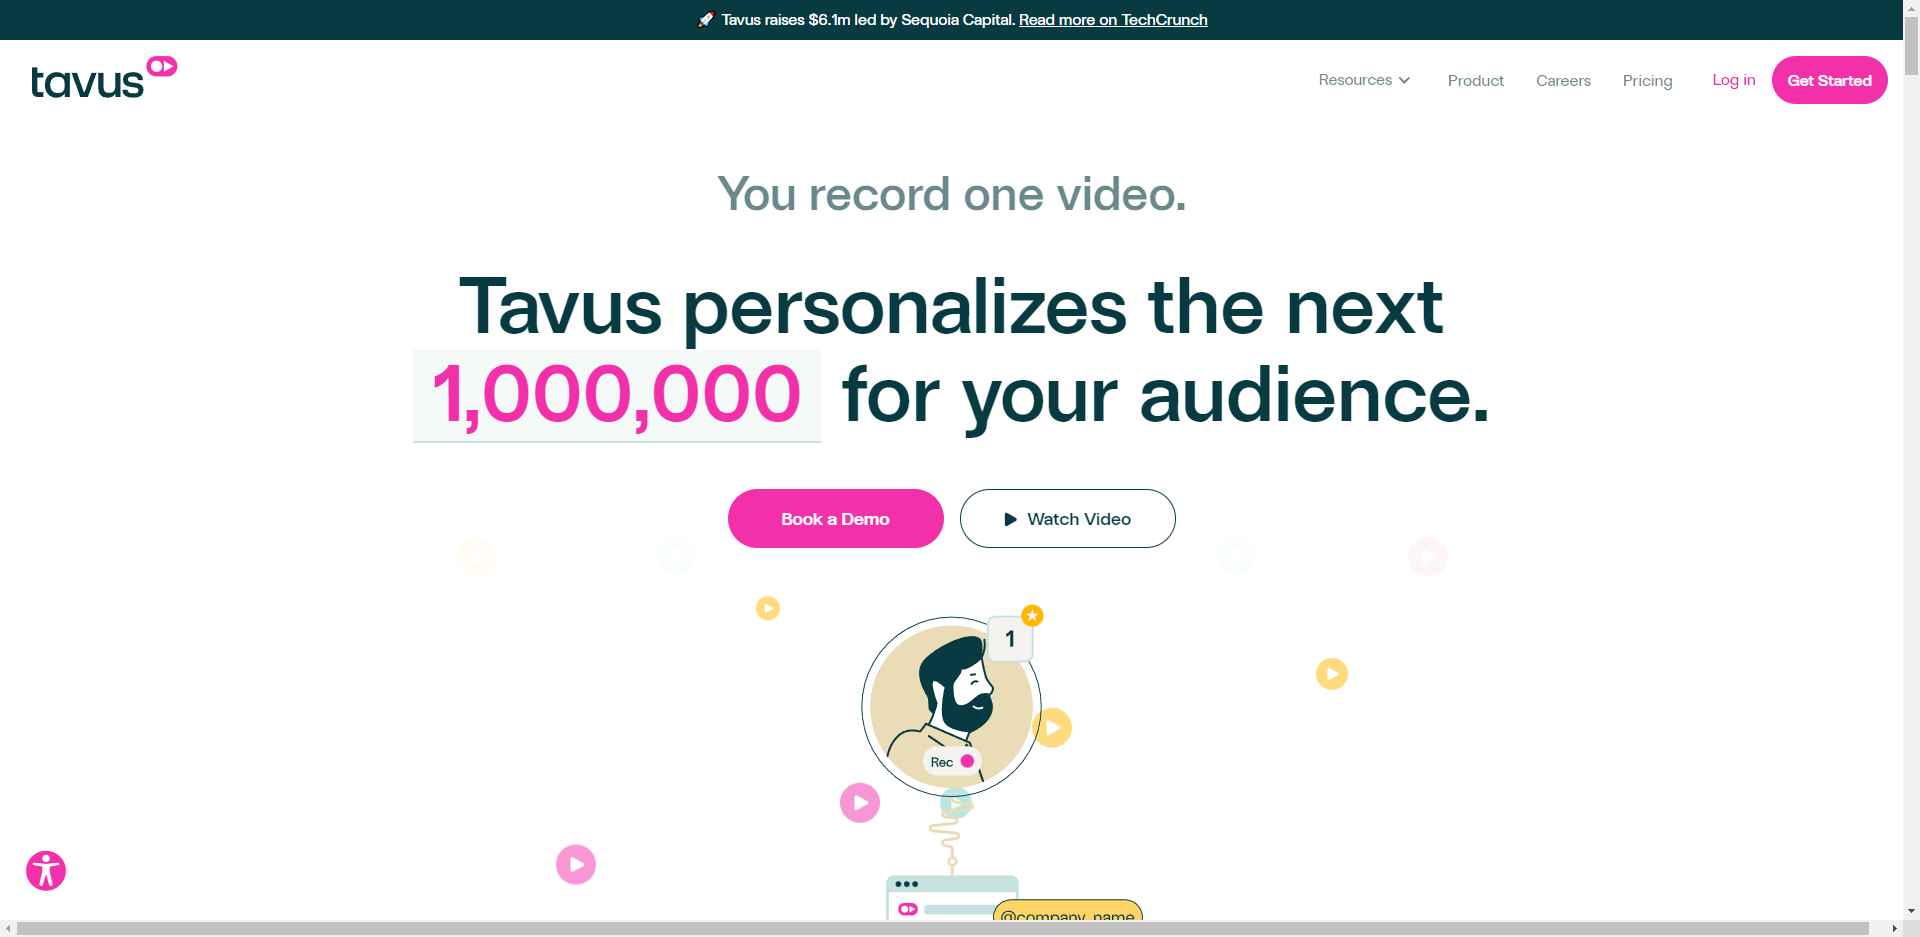 🚀 Tavus raises $6.1m led by Sequoia Capital. Read more on TechCrunch
tavus
Resources
Product
Careers
Pricing
Log in
Get Started
You record one video.
Tavus personalizes the next
1,000,000 for your audience.
Book a Demo
Watch Video
1
Rec
@company_name